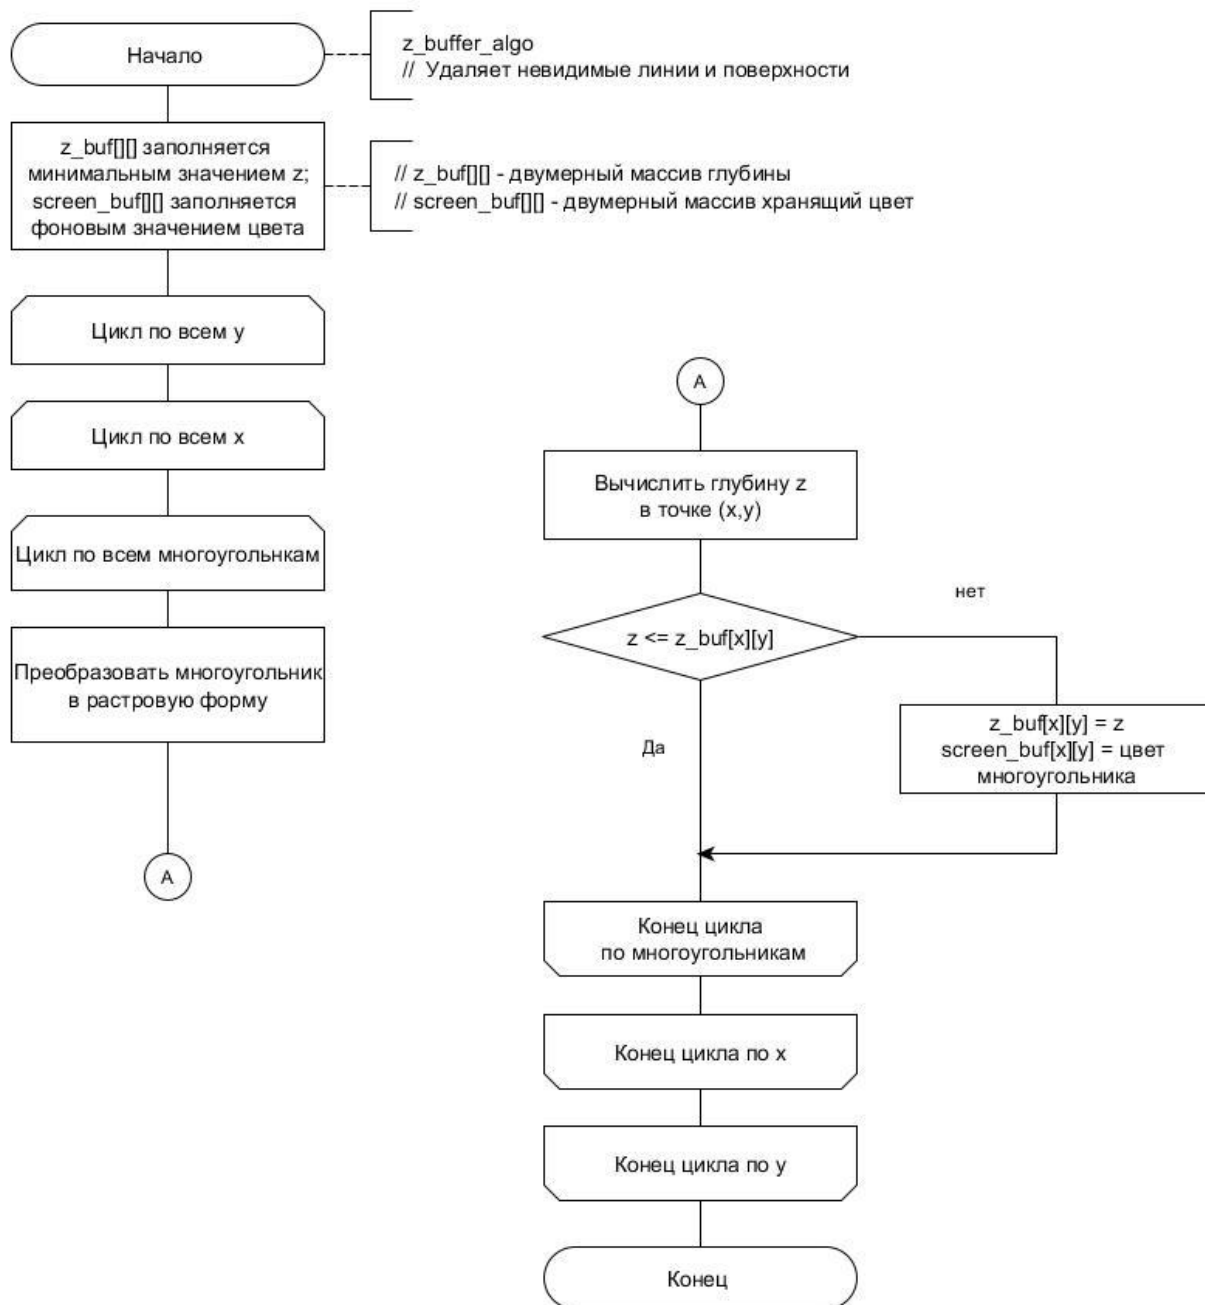 Начало
z_buffer_algo
// Удаляет невидимые линии и поверхности
z_buf[][] заполняется
минимальным значением z;
screen_buf[][] заполняется
фоновым значением цвета
// z_buf[][] - двумерный массив глубины
// screen_buf[][] - двумерный массив хранящий цвет
Цикл по всем y
Цикл по всем x
Цикл по всем многоуголькам
Преобразовать многоугольник
в растровую форму
A
A
Вычислить глубину z
в точке (x,y)
z <= z_buf[x][y]
нет
Да
z_buf[x][y] = z
screen_buf[x][y] = цвет
многоугольника
Конец цикла
по многоугольникам
Конец цикла по x
Конец цикла по y
Конец